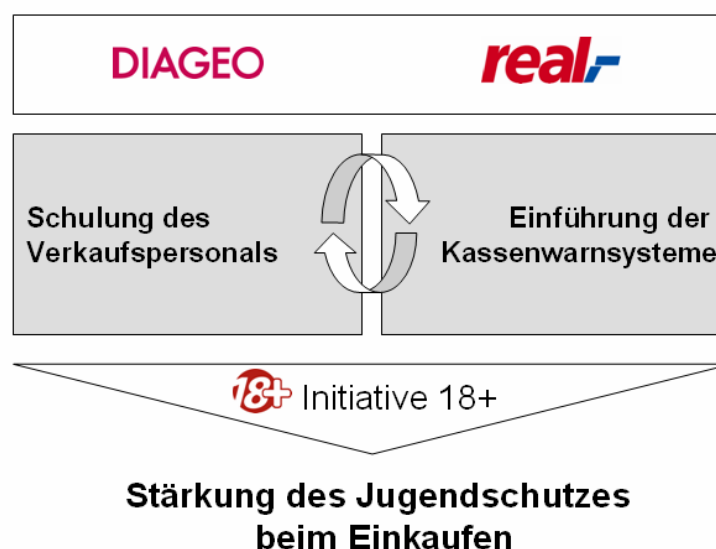 DIAGEO
real,-
Schulung des
Verkaufspersonals
Einführung der
Kassenwarnsysteme
18+ Initiative 18+
Stärkung des Jugendschutzes
beim Einkaufen